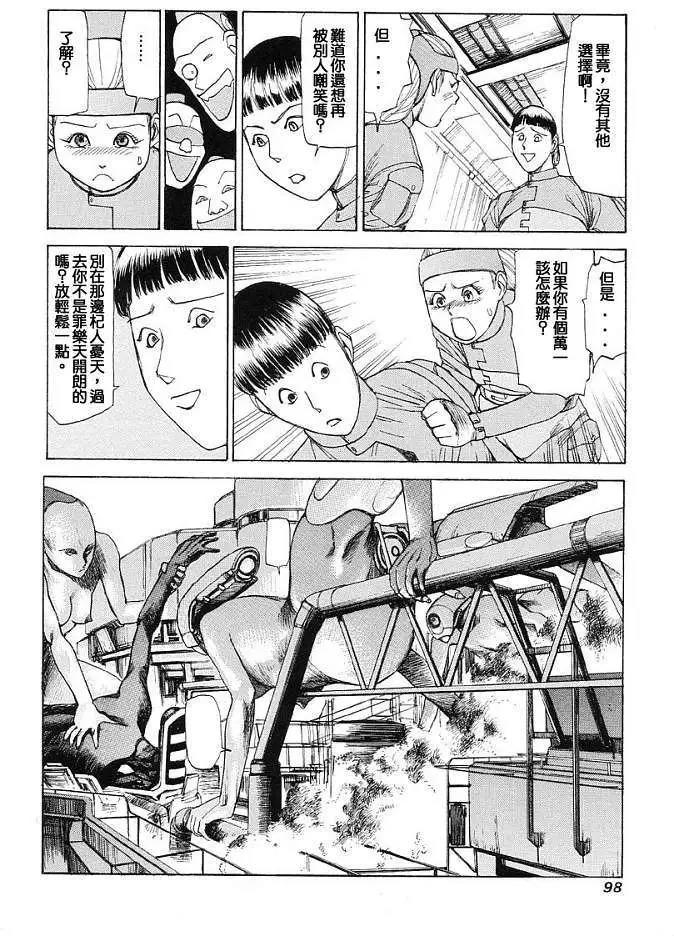 畢竟，沒有其他
選擇啊！
但...
難道你還想再
被別人嘲笑嗎？
......
了解？
但是...
如果你有個萬一
該怎麼辦？
別在那邊杞人憂天，過
去你不是罪樂天開朗的
嗎？放輕鬆一點。
98